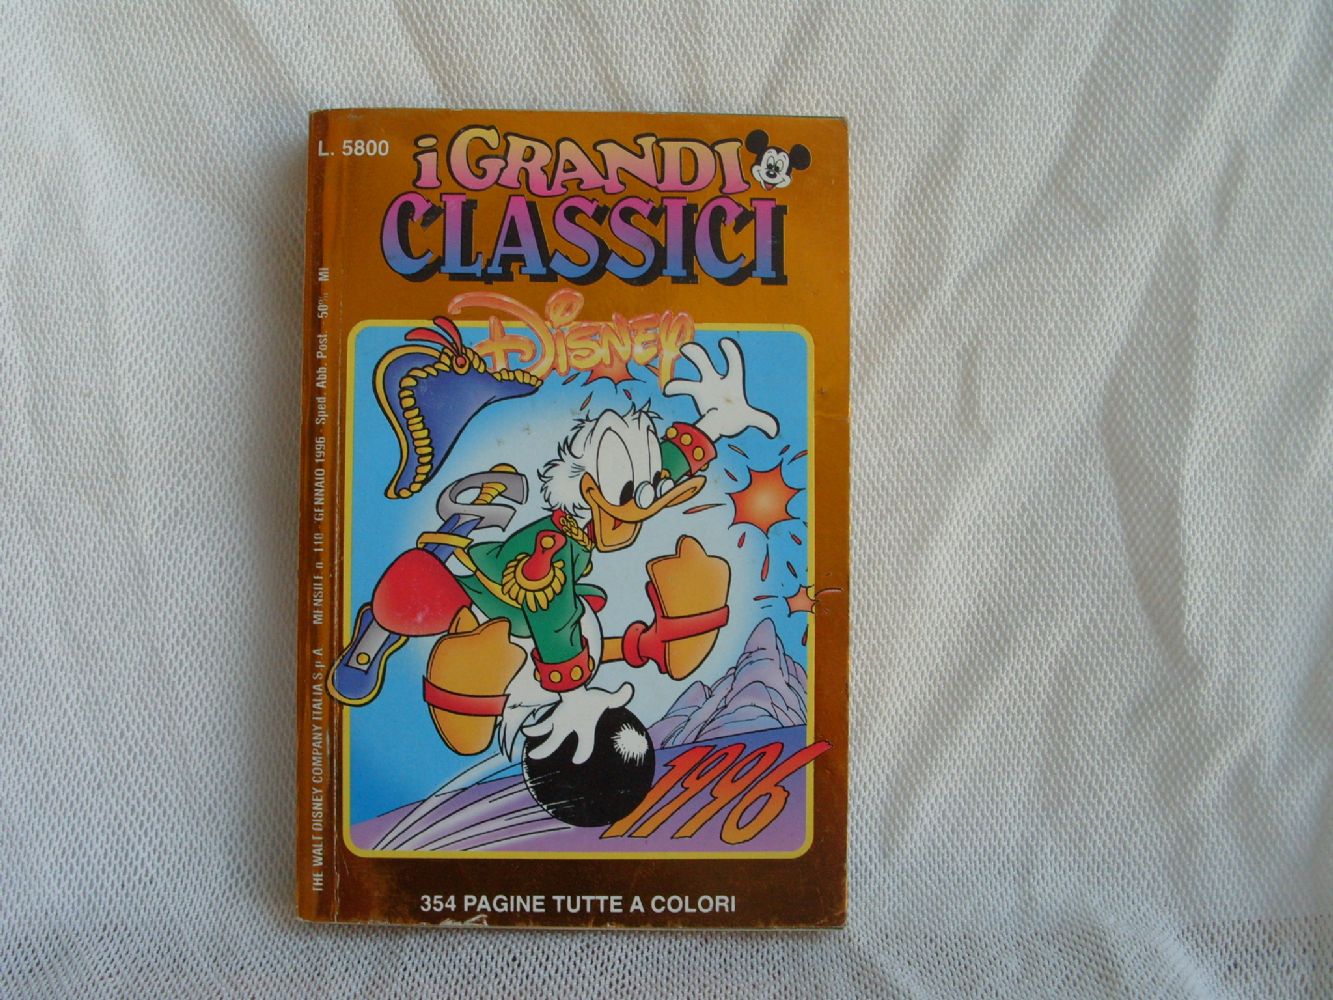 L. 5800
i GRANDI
CLASSICI
DISNEY
1996
354 PAGINE TUTTE A COLORI
THE WALT DISNEY COMPANY ITALIA S.p.A. MENSILE n. 110 - GENNAIO 1996 - Sped. Abb. Post. 50% MI